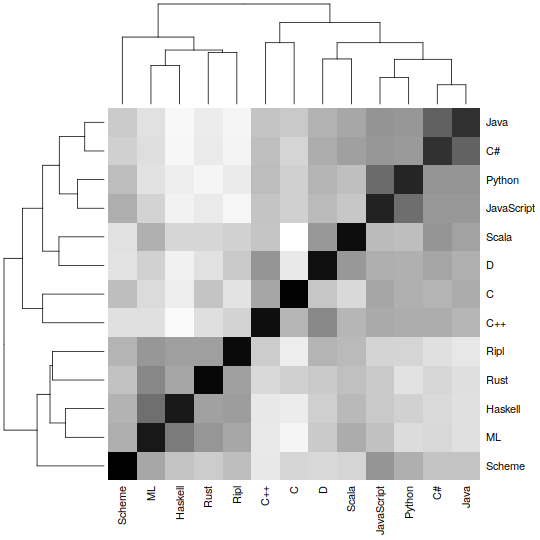 Java
C#
Python
JavaScript
Scala
D
C
C++
Ripl
Rust
Haskell
ML
Scheme
Scheme
ML
Haskell
Rust
Ripl
C++
C
D
Scala
JavaScript
Python
C#
Java